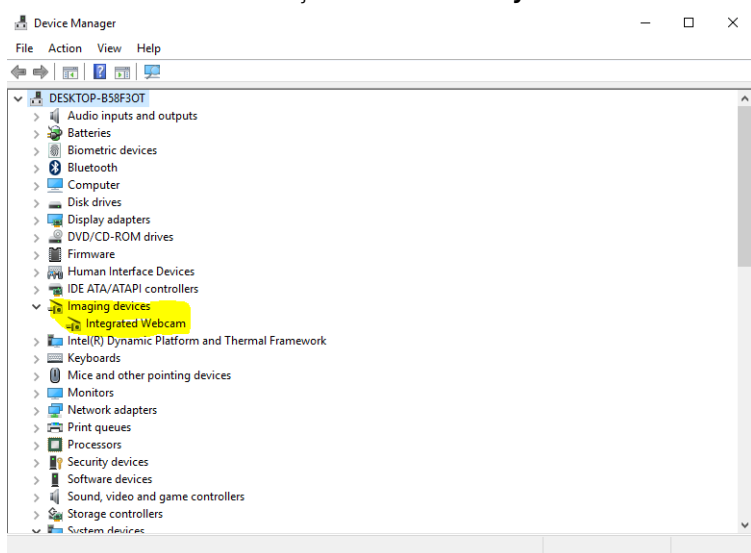 Device Manager
File Action View Help
DESKTOP-B58F3OT
Audio inputs and outputs
Batteries
Biometric devices
Bluetooth
Computer
Disk drives
Display adapters
DVD/CD-ROM drives
Firmware
Human Interface Devices
IDE ATA/ATAPI controllers
Imaging devices
Integrated Webcam
Intel(R) Dynamic Platform and Thermal Framework
Keyboards
Mice and other pointing devices
Monitors
Network adapters
Print queues
Processors
Security devices
Software devices
Sound, video and game controllers
Storage controllers
System devices